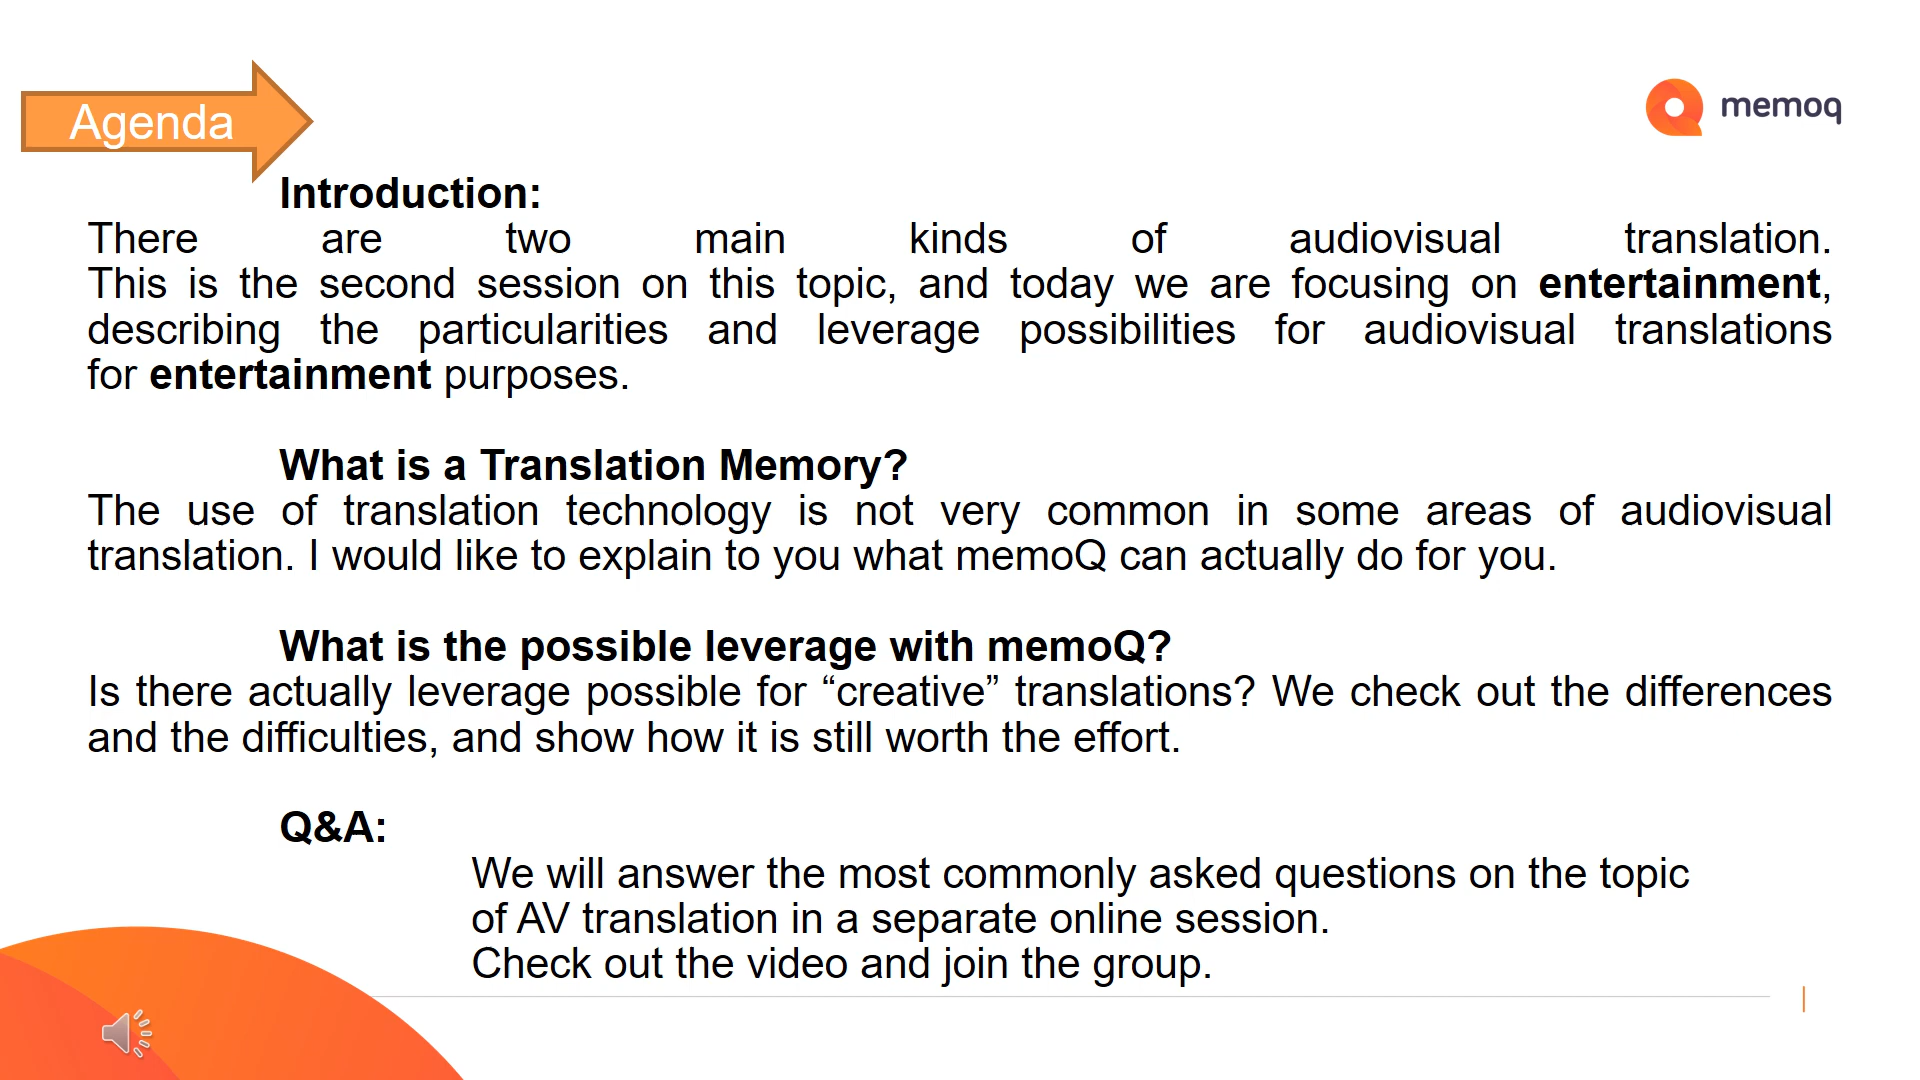 Agenda
memoq
Introduction:
There are two main kinds of audiovisual translation.
This is the second session on this topic, and today we are focusing on entertainment,
describing the particularities and leverage possibilities for audiovisual translations
for entertainment purposes.
What is a Translation Memory?
The use of translation technology is not very common in some areas of audiovisual
translation. I would like to explain to you what memoQ can actually do for you.
What is the possible leverage with memoQ?
Is there actually leverage possible for “creative” translations? We check out the differences
and the difficulties, and show how it is still worth the effort.
Q&A:
We will answer the most commonly asked questions on the topic
of AV translation in a separate online session.
Check out the video and join the group.